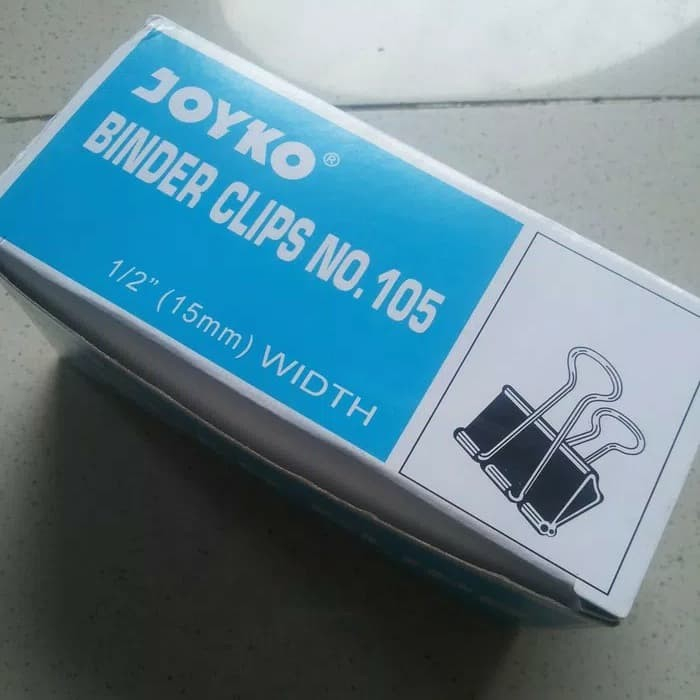 JOYKO®
BINDER CLIPS NO. 105
1/2" (15mm) WIDTH